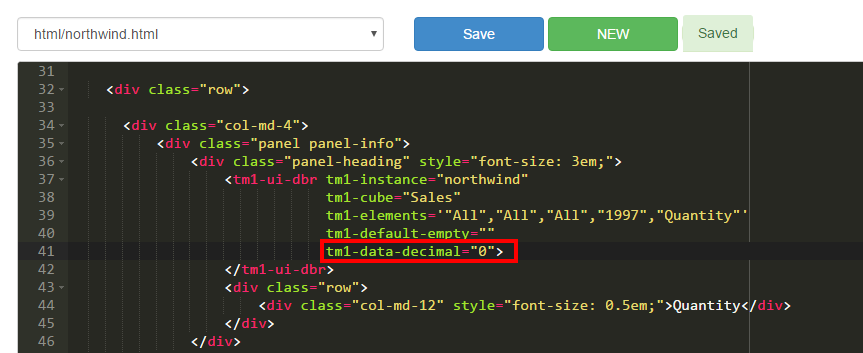 html/northwind.html Save NEW Saved
31
32 <div class="row">
33
34 <div class="col-md-4">
35 <div class="panel panel-info">
36 <div class="panel-heading" style="font-size: 3em;">
37 <tm1-ui-dbr tm1-instance="northwind"
38 tm1-cube="Sales"
39 tm1-elements='"All","All","All","1997","Quantity"'
40 tm1-default-empty=""
41 tm1-data-decimal="0">
42 </tm1-ui-dbr>
43 <div class="row">
44 <div class="col-md-12" style="font-size: 0.5em;">Quantity</div>
45 </div>
46 </div>